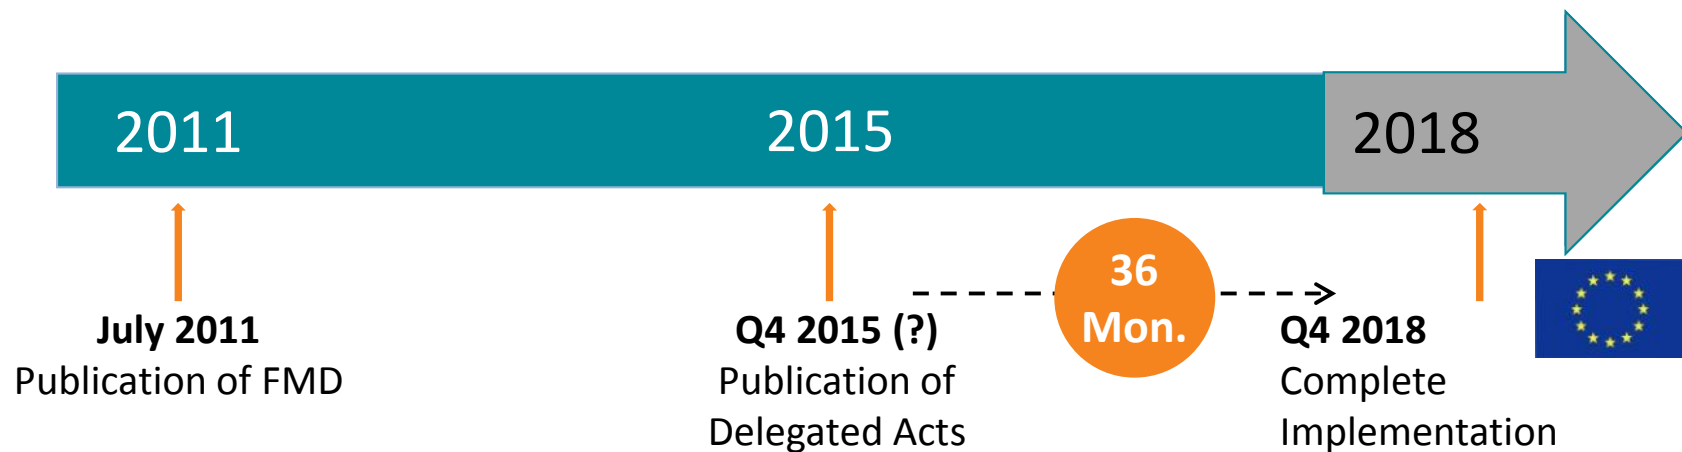 2011
2015
2018
36
Mon.
July 2011
Publication of FMD
Q4 2015 (?)
Publication of
Delegated Acts
Q4 2018
Complete
Implementation